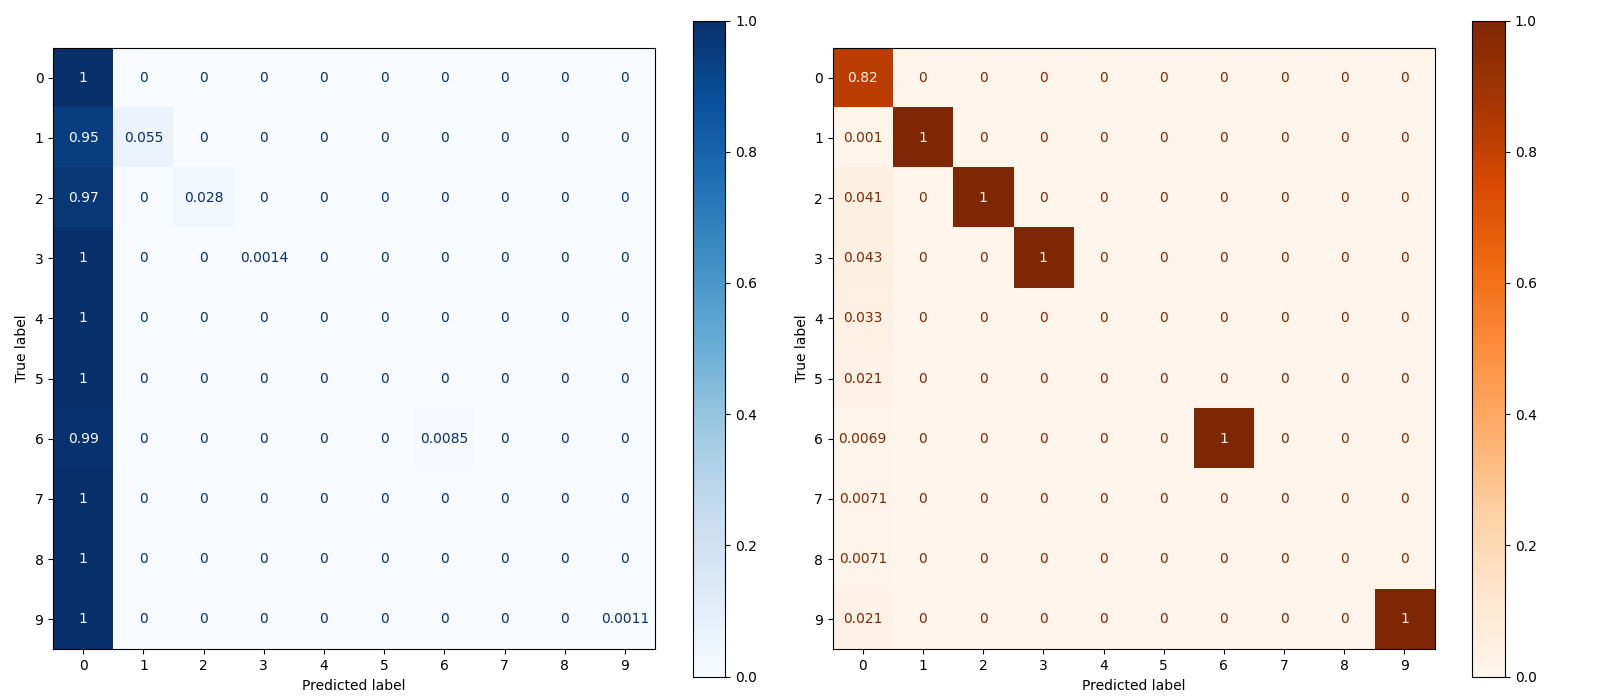 0 1 0 0 0 0 0 0 0 0 0
1 0.95 0.055 0 0 0 0 0 0 0 0
2 0.97 0 0.028 0 0 0 0 0 0 0
3 1 0 0 0.0014 0 0 0 0 0 0
4 1 0 0 0 0 0 0 0 0 0
5 1 0 0 0 0 0 0 0 0 0
6 0.99 0 0 0 0 0 0.0085 0 0 0
7 1 0 0 0 0 0 0 0 0 0
8 1 0 0 0 0 0 0 0 0 0
9 1 0 0 0 0 0 0 0 0 0.0011
0 1 2 3 4 5 6 7 8 9
Predicted label
True label
1.0
0.8
0.6
0.4
0.2
0.0
0 0.82 0 0 0 0 0 0 0 0 0
1 0.001 1 0 0 0 0 0 0 0 0
2 0.041 0 1 0 0 0 0 0 0 0
3 0.043 0 0 1 0 0 0 0 0 0
4 0.033 0 0 0 0 0 0 0 0 0
5 0.021 0 0 0 0 0 0 0 0 0
6 0.0069 0 0 0 0 0 1 0 0 0
7 0.0071 0 0 0 0 0 0 0 0 0
8 0.0071 0 0 0 0 0 0 0 0 0
9 0.021 0 0 0 0 0 0 0 0 1
0 1 2 3 4 5 6 7 8 9
Predicted label
True label
1.0
0.8
0.6
0.4
0.2
0.0